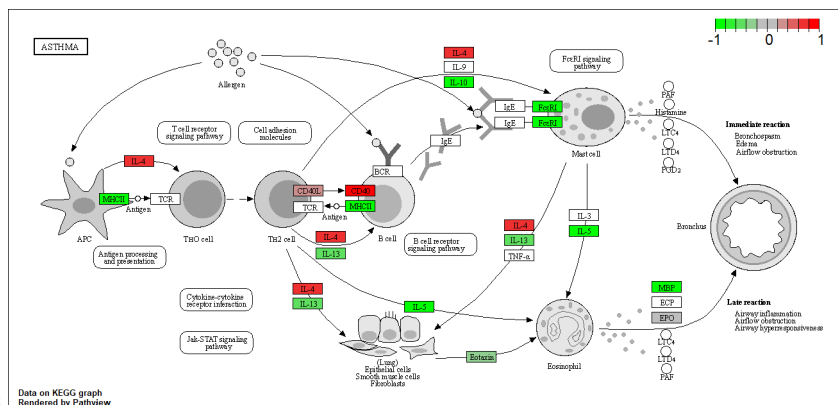 ASTHMA
-1 0 1
Allergen
IL-4
IL-9
IL-10
FcεRI signaling
pathway
T cell receptor
signaling pathway
Cell adhesion
molecules
IgE
FcεRI
IgE
FcεRI
Mast cell
PAF
Histamine
LTC4
LTD4
PGD2
Immediate reaction
Bronchospasm
Edema
Airflow obstruction
IL-4
MHCII
Antigen
TCR
APC
TH0 cell
CD40L
CD40
TCR
MHCII
Antigen
TH2 cell
BCR
IgE
B cell
Antigen processing
and presentation
IL-4
IL-13
B cell receptor
signaling pathway
IL-4
IL-13
TNF-α
IL-3
IL-5
Bronchus
Cytokine-cytokine
receptor interaction
IL-4
IL-13
IL-5
Jak-STAT signaling
pathway
(Lung)
Epithelial cells
Smooth muscle cells
Fibroblasts
Eotaxin
Eosinophil
MBP
ECP
EPO
LTC4
LTD4
PAF
Late reaction
Airway inflammation
Airflow obstruction
Airway hyperresponsiveness
Data on KEGG graph
Rendered by Pathview